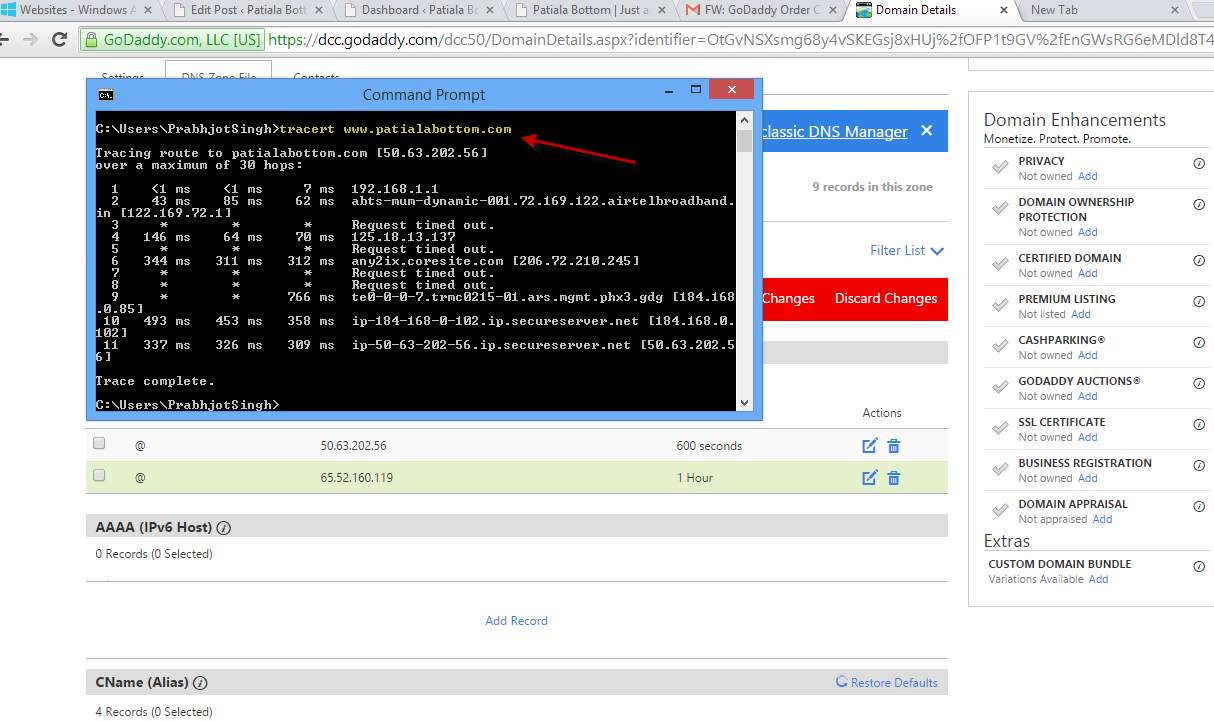 Websites - Windows A
Edit Post ‹ Patiala Bott
Dashboard ‹ Patiala Bo
Patiala Bottom | Just a
FW: GoDaddy Order C
Domain Details
New Tab
GoDaddy.com, LLC [US]
https://dcc.godaddy.com/dcc50/DomainDetails.aspx?identifier=OtGvNSXsmg68y4vSKEGsj8xHUj%2fOFP1t9GV%2fEnGWsRG6eMDld8T4
Settings
DNS Zone File
Contacts
Command Prompt
C:\Users\PrabhjotSingh>tracert www.patialabottom.com
Tracing route to patialabottom.com [50.63.202.56]
over a maximum of 30 hops:
1 <1 ms <1 ms 7 ms 192.168.1.1
2 43 ms 85 ms 62 ms abts-mum-dynamic-001.72.169.122.airtelbroadband.
in [122.169.72.1]
3 * * * Request timed out.
4 146 ms 64 ms 70 ms 125.18.13.137
5 * * * Request timed out.
6 344 ms 311 ms 312 ms any2ix.coresite.com [206.72.210.245]
7 * * * Request timed out.
8 * * * Request timed out.
9 * * 766 ms te0-0-0-7.trmc0215-01.ars.mgmt.phx3.gdg [184.168
.0.85]
10 493 ms 453 ms 358 ms ip-184-168-0-102.ip.secureserver.net [184.168.0.
102]
11 337 ms 326 ms 309 ms ip-50-63-202-56.ip.secureserver.net [50.63.202.5
6]
Trace complete.
C:\Users\PrabhjotSingh>
classic DNS Manager
9 records in this zone
Filter List
Changes
Discard Changes
Actions
@ 50.63.202.56 600 seconds
@ 65.52.160.119 1 Hour
AAAA (IPv6 Host)
0 Records (0 Selected)
Add Record
CName (Alias)
Restore Defaults
4 Records (0 Selected)
Domain Enhancements
Monetize. Protect. Promote.
PRIVACY
Not owned Add
DOMAIN OWNERSHIP
PROTECTION
Not owned Add
CERTIFIED DOMAIN
Not owned Add
PREMIUM LISTING
Not listed Add
CASHPARKING®
Not owned Add
GODADDY AUCTIONS®
Not owned Add
SSL CERTIFICATE
Not owned Add
BUSINESS REGISTRATION
Not owned Add
DOMAIN APPRAISAL
Not appraised Add
Extras
CUSTOM DOMAIN BUNDLE
Variations Available Add